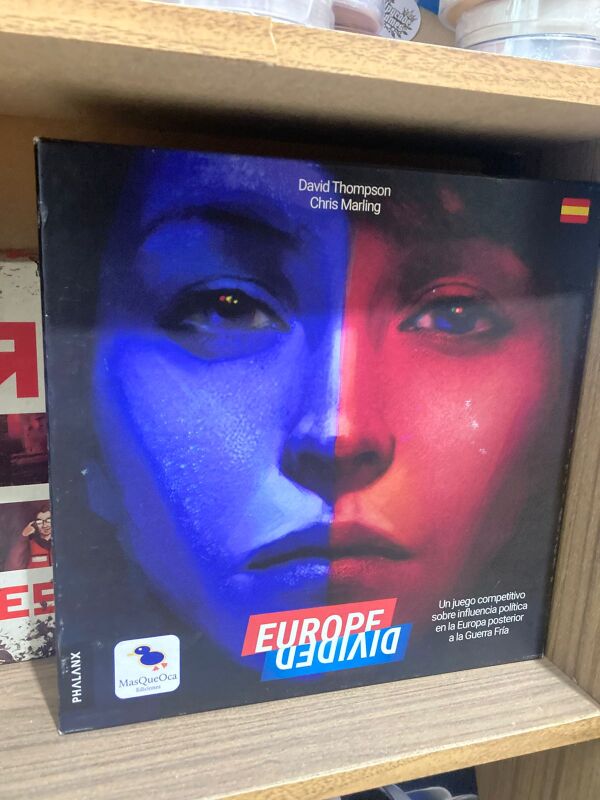 David Thompson
Chris Marling
EUROPE
DIVIDED
Un juego competitivo
sobre influencia política
en la Europa posterior
a la Guerra Fría
MasQueOca
Ediciones
PHALANX